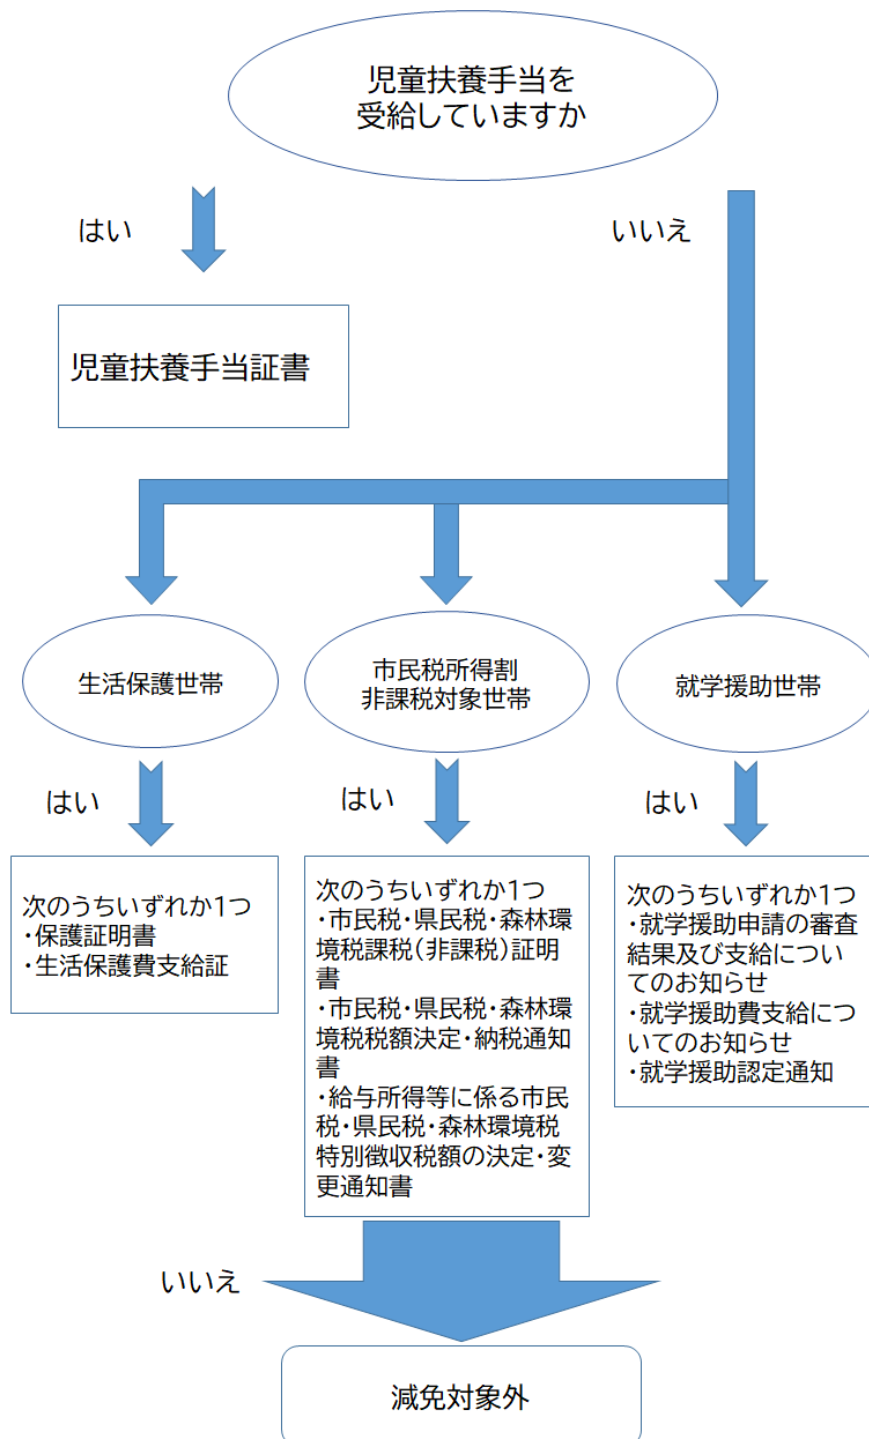 児童扶養手当を
受給していますか
はい
いいえ
児童扶養手当証書
生活保護世帯
市民税所得割
非課税対象世帯
就学援助世帯
はい
はい
はい
次のうちいずれか1つ
・保護証明書
・生活保護費支給証
次のうちいずれか1つ
・市民税・県民税・森林環
境税課税(非課税)証明
書
・市民税・県民税・森林環
境税税額決定・納税通知
書
・給与所得等に係る市民
税・県民税・森林環境税
特別徴収税額の決定・変
更通知書
次のうちいずれか1つ
・就学援助申請の審査
結果及び支給につい
てのお知らせ
・就学援助費支給につ
いてのお知らせ
・就学援助認定通知
いいえ
減免対象外